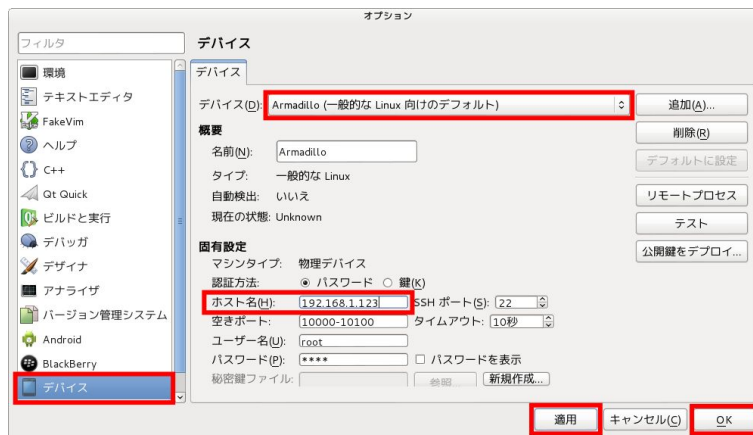 オプション
フィルタ
環境
テキストエディタ
FakeVim
ヘルプ
C++
Qt Quick
ビルドと実行
デバッガ
デザイナ
アナライザ
バージョン管理システム
Android
BlackBerry
デバイス
デバイス
デバイス
デバイス(D): Armadillo (一般的な Linux 向けのデフォルト) 追加(A)...
概要 削除(R)
名前(N): Armadillo デフォルトに設定
タイプ: 一般的な Linux
自動検出: いいえ リモートプロセス
現在の状態: Unknown テスト
固有設定 公開鍵をデプロイ...
マシンタイプ: 物理デバイス
認証方法: パスワード 鍵(K)
ホスト名(H): 192.168.1.123 SSH ポート(S): 22
空きポート: 10000-10100 タイムアウト: 10秒
ユーザー名(U): root
パスワード(P): **** パスワードを表示
秘密鍵ファイル: 参照... 新規作成...
適用 キャンセル(C) OK